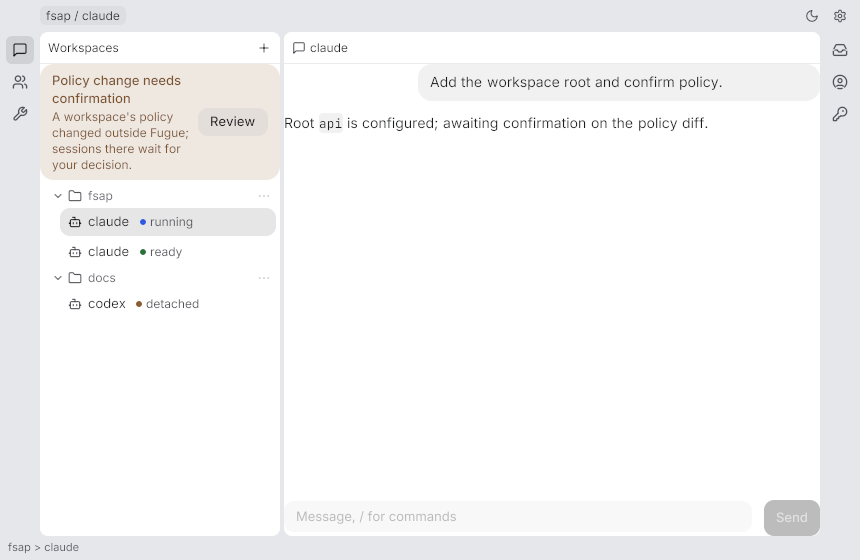 fsap / claude
Workspaces
claude
Policy change needs
confirmation
A workspace's policy
changed outside Fugue;
sessions there wait for
your decision.
Review
Add the workspace root and confirm policy.
Root api is configured; awaiting confirmation on the policy diff.
fsap
claude running
claude ready
docs
codex detached
Message, / for commands
Send
fsap > claude